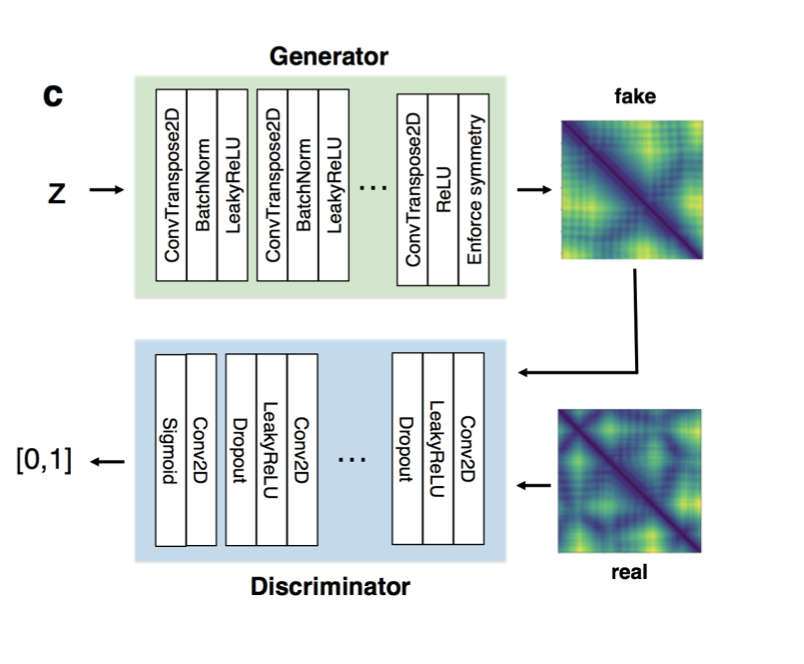 Generator
C
z
ConvTranspose2D
BatchNorm
LeakyReLU
ConvTranspose2D
BatchNorm
LeakyReLU
...
ConvTranspose2D
ReLU
Enforce symmetry
fake
[0,1]
Sigmoid
Conv2D
Dropout
LeakyReLU
Conv2D
...
Dropout
LeakyReLU
Conv2D
real
Discriminator